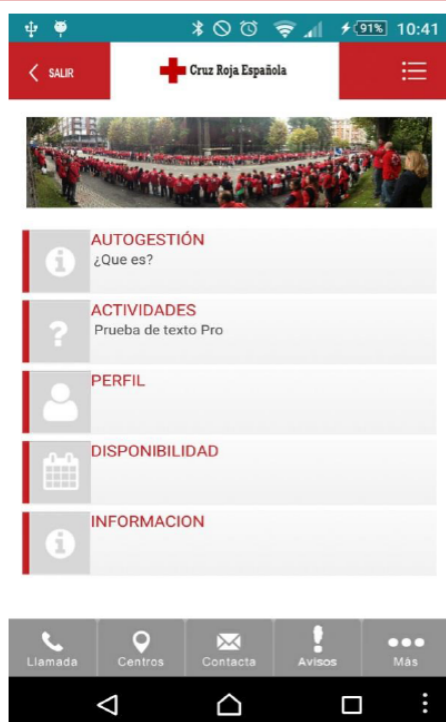 91% 10:41
SALIR
Cruz Roja Española
AUTOGESTIÓN
¿Que es?
ACTIVIDADES
Prueba de texto Pro
PERFIL
DISPONIBILIDAD
INFORMACION
Llamada Centros Contacta Avisos Más